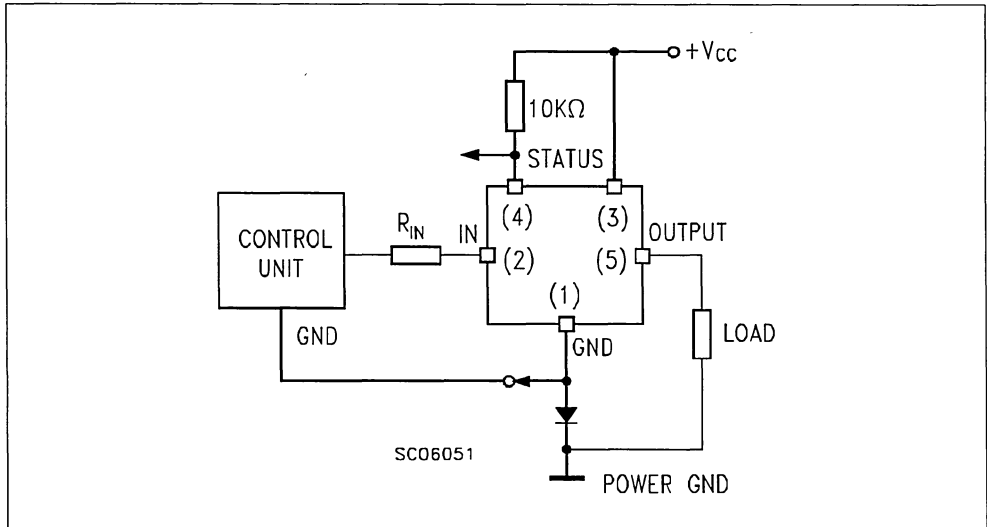 +Vcc
10KΩ
STATUS
(4)
(3)
CONTROL
UNIT
RIN
IN
(2)
OUTPUT
(5)
(1)
GND
GND
LOAD
SC06051
POWER GND